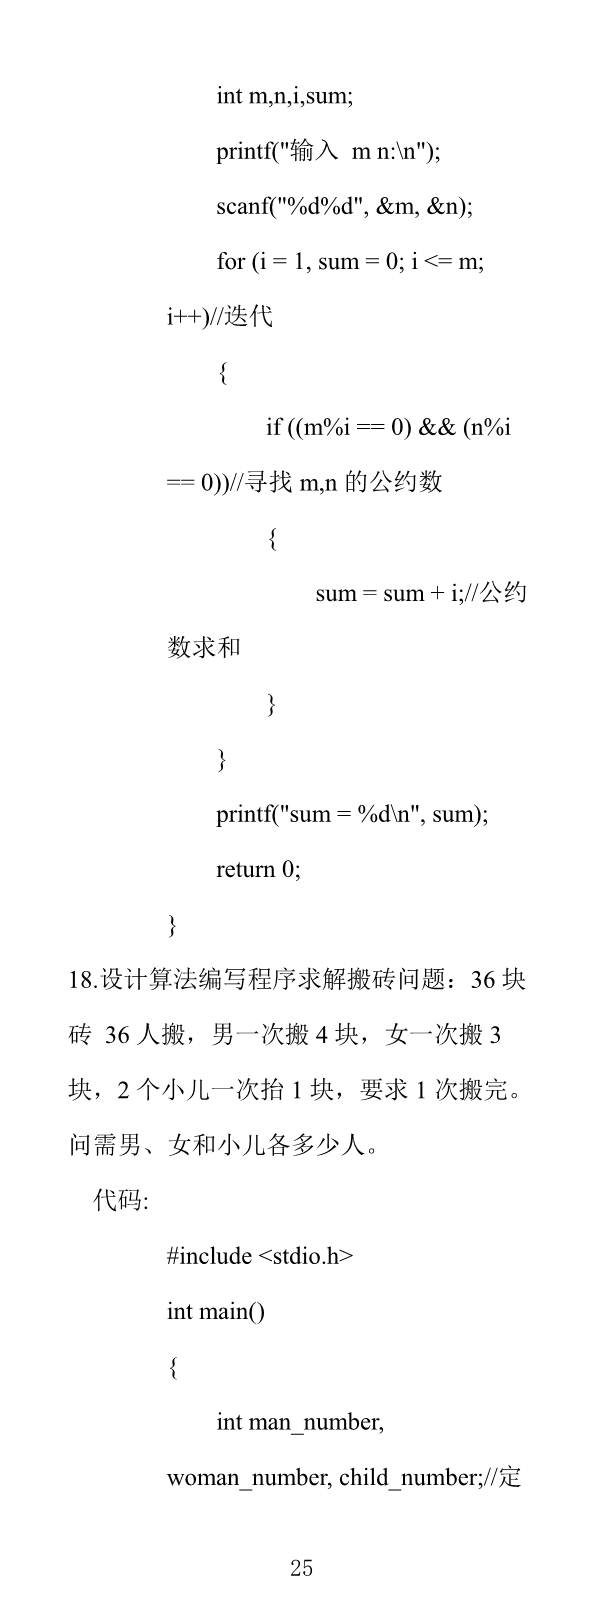 int m,n,i,sum;
printf("输入 m n:\n");
scanf("%d%d", &m, &n);
for (i = 1, sum = 0; i <= m;
i++)//迭代
{
if ((m%i == 0) && (n%i
== 0))//寻找 m,n 的公约数
{
sum = sum + i;//公约
数求和
}
}
printf("sum = %d\n", sum);
return 0;
}
18.设计算法编写程序求解搬砖问题：36 块
砖 36 人搬，男一次搬 4 块，女一次搬 3
块，2 个小儿一次抬 1 块，要求 1 次搬完。
问需男、女和小儿各多少人。
代码:
#include <stdio.h>
int main()
{
int man_number,
woman_number, child_number;//定
25